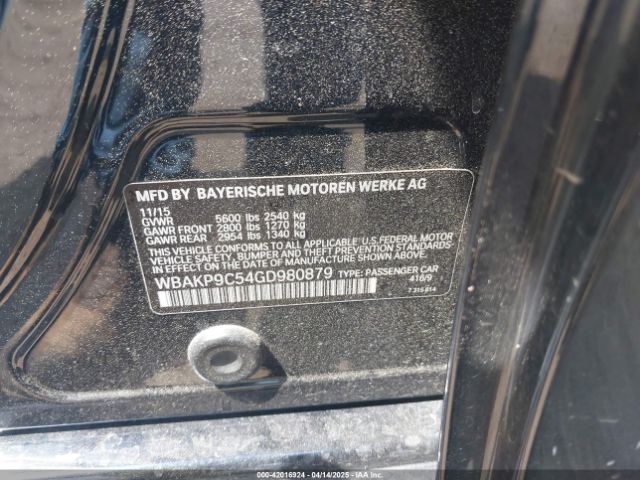 MFD BY BAYERISCHE MOTOREN WERKE AG
11/15
GVWR 5600 lbs 2540 kg
GAWR FRONT 2800 lbs 1270 kg
GAWR REAR 2954 lbs 1340 kg
THIS VEHICLE CONFORMS TO ALL APPLICABLE U.S. FEDERAL MOTOR
VEHICLE SAFETY, BUMPER AND THEFT PREVENTION STANDARDS
IN EFFECT ON THE DATE OF MANUFACTURE SHOWN ABOVE.
WBAKP9C54GD980879 TYPE: PASSENGER CAR
416/9
00-42016924 04/14/2025 IAA Inc.